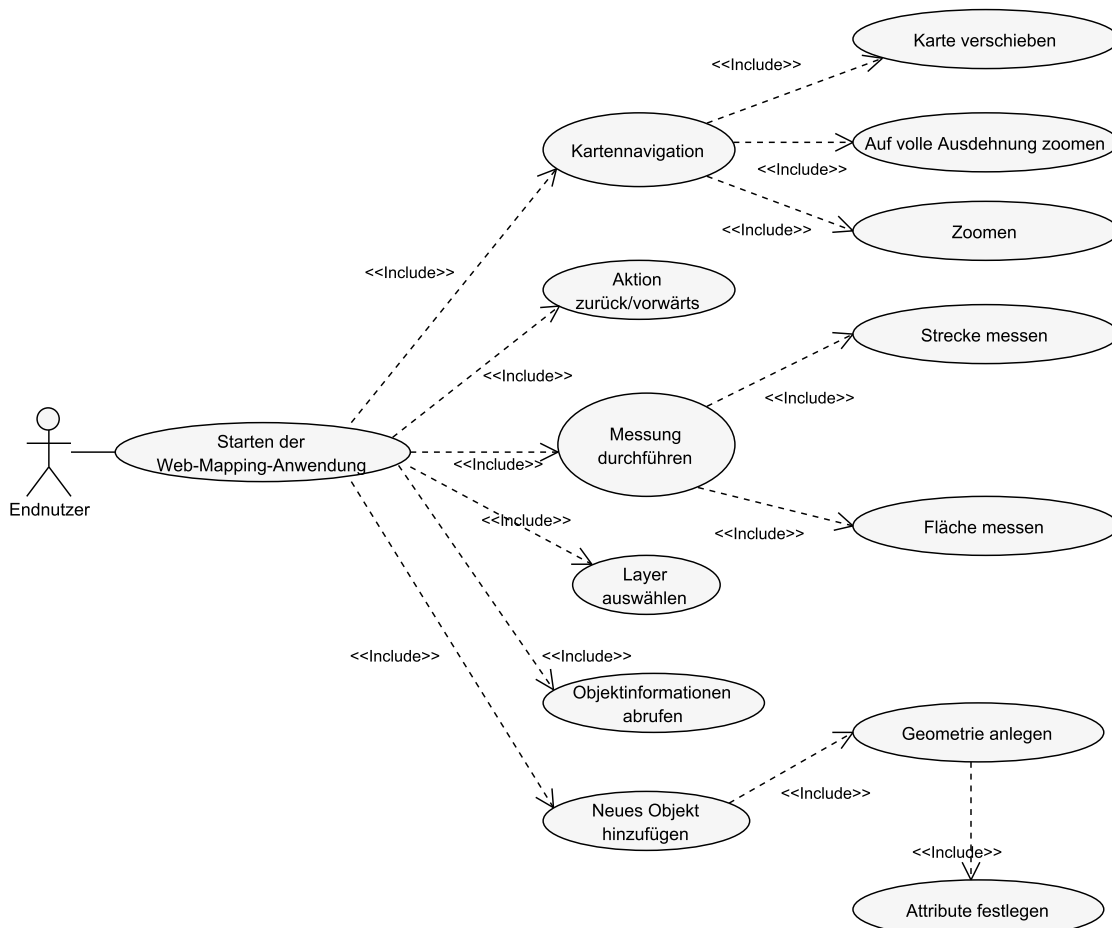 Karte verschieben
<<Include>>
Kartennavigation
Auf volle Ausdehnung zoomen
<<Include>>
<<Include>>
Zoomen
<<Include>>
Aktion
zurück/vorwärts
Strecke messen
<<Include>>
<<Include>>
Messung
durchführen
Starten der
Web-Mapping-Anwendung
<<Include>>
Endnutzer
<<Include>>
Fläche messen
<<Include>>
Layer
auswählen
<<Include>>
<<Include>>
Objektinformationen
abrufen
Geometrie anlegen
<<Include>>
Neues Objekt
hinzufügen
<<Include>>
Attribute festlegen